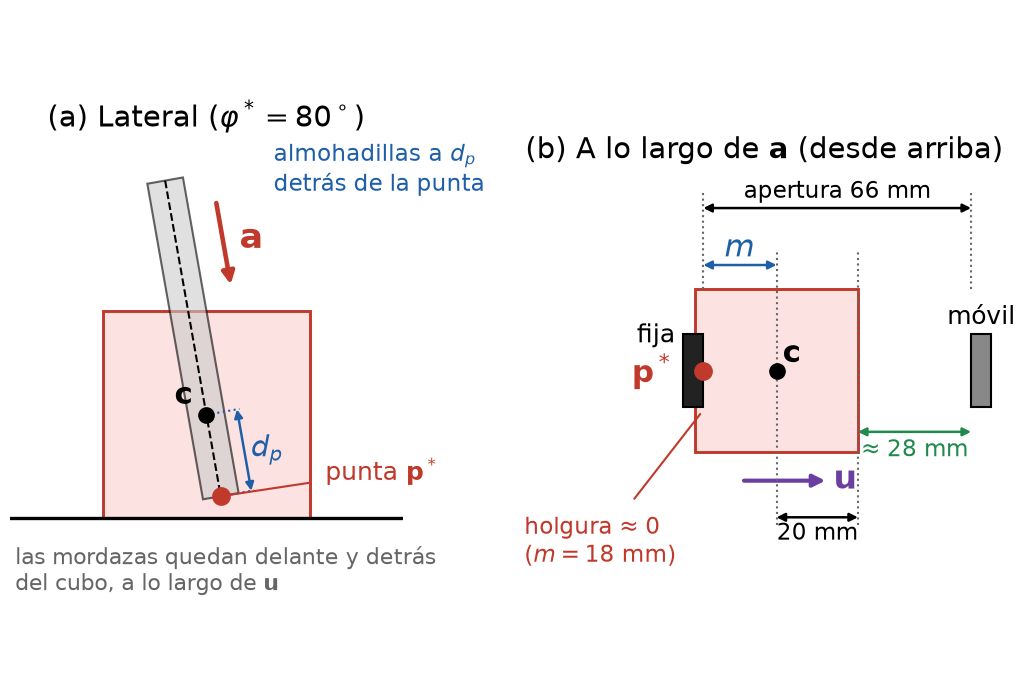 (a) Lateral (φ* = 80°)
almohadillas a dₚ
detrás de la punta
a
c
dₚ
punta p*
las mordazas quedan delante y detrás
del cubo, a lo largo de u
(b) A lo largo de a (desde arriba)
apertura 66 mm
m
móvil
fija
c
p*
≈ 28 mm
u
holgura ≈ 0
(m = 18 mm)
20 mm